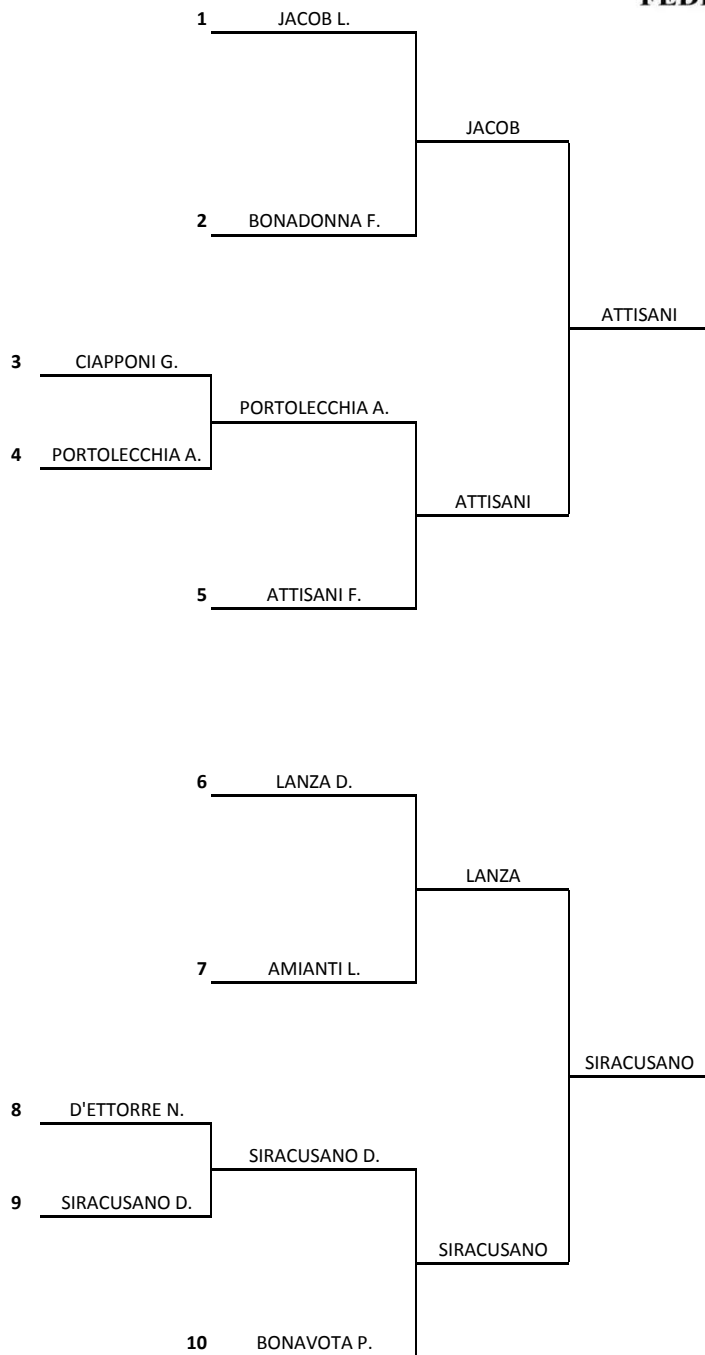 1 JACOB L.
JACOB
2 BONADONNA F.
ATTISANI
3 CIAPPONI G.
PORTOLECCHIA A.
4 PORTOLECCHIA A.
ATTISANI
5 ATTISANI F.
6 LANZA D.
LANZA
7 AMIANTI L.
SIRACUSANO
8 D'ETTORRE N.
SIRACUSANO D.
9 SIRACUSANO D.
SIRACUSANO
10 BONAVOTA P.